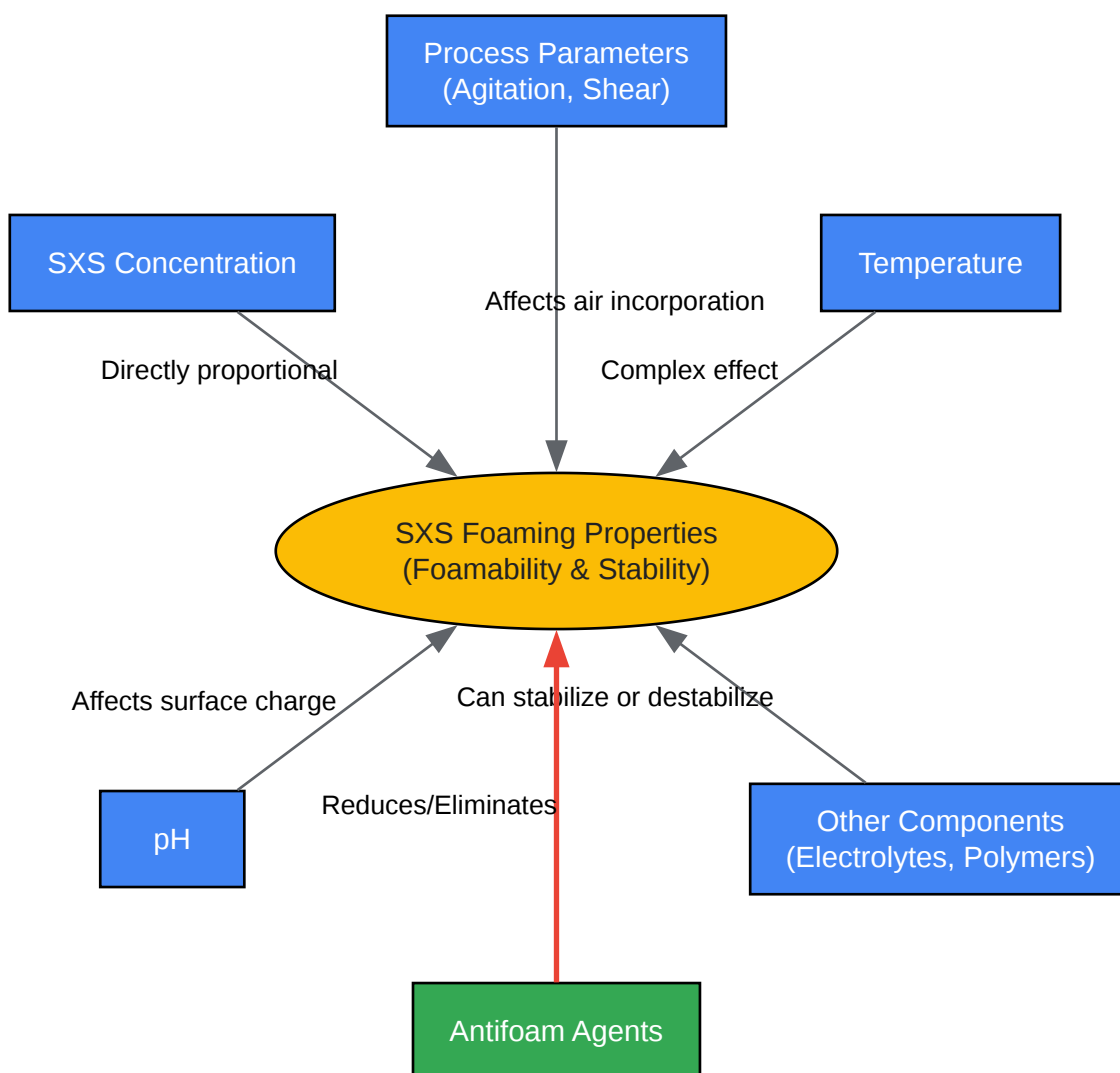 Process Parameters
(Agitation, Shear)
SXS Concentration
Temperature
Affects air incorporation
Directly proportional
Complex effect
SXS Foaming Properties
(Foamability & Stability)
Affects surface charge
Can stabilize or destabilize
Reduces/Eliminates
pH
Other Components
(Electrolytes, Polymers)
Antifoam Agents